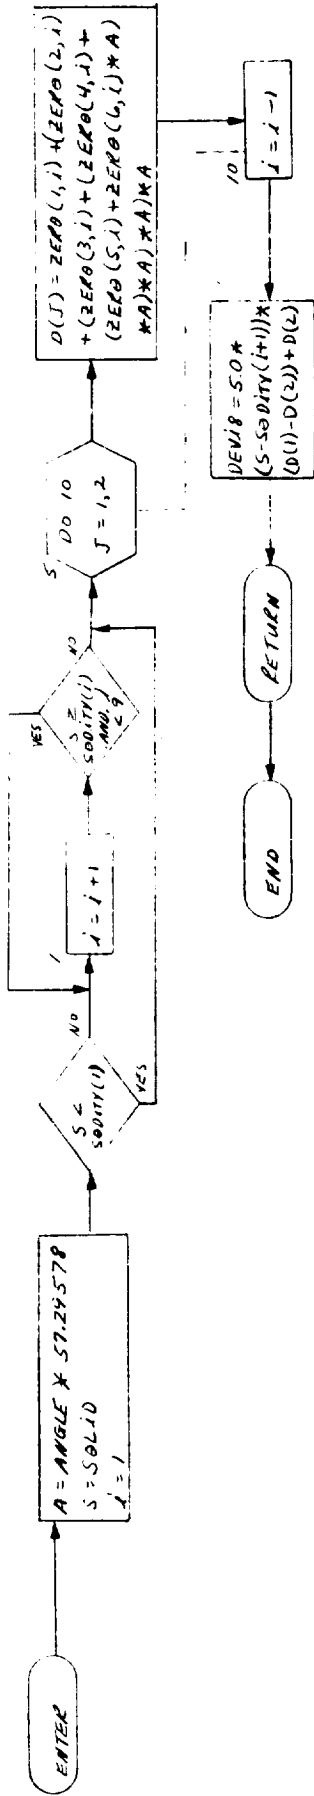 ENTER
A = ANGLE * 57.29578
S = SOLID
i = 1
S <
SODITY(1)
NO
YES
1
i = i + 1
S ≥
SODITY(i)
AND. i
< 9
YES
NO
5
DO 10
J = 1,2
D(J) = ZERO(1,i) + (ZERO(2,i)
+ (ZERO(3,i) + (ZERO(4,i) +
(ZERO(5,i) + ZERO(6,i) * A)
*A) *A) *A) *A
10
i = i - 1
DEVi8 = 5.0 *
(S-SODITY(i+1)) *
(D(1) - D(2)) + D(2)
RETURN
END